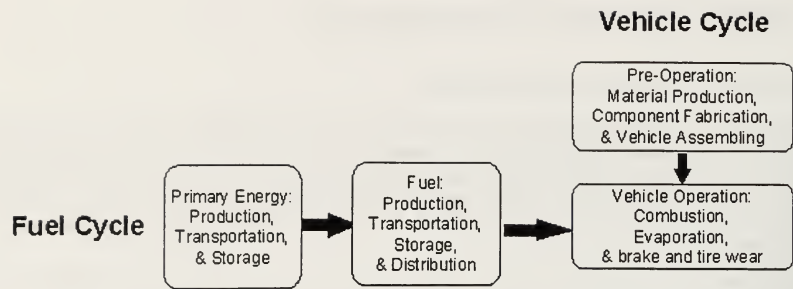 Vehicle Cycle
Pre-Operation:
Material Production,
Component Fabrication,
& Vehicle Assembling
Fuel Cycle
Primary Energy:
Production,
Transportation,
& Storage
Fuel:
Production,
Transportation,
Storage,
& Distribution
Vehicle Operation:
Combustion,
Evaporation,
& brake and tire wear